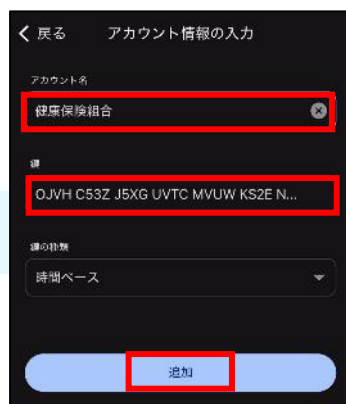 戻る アカウント情報の入力
アカウント名
健康保険組合
鍵
OJVH C53Z J5XG UVTC MVUW KS2E N...
鍵の種類
時間ベース
追加